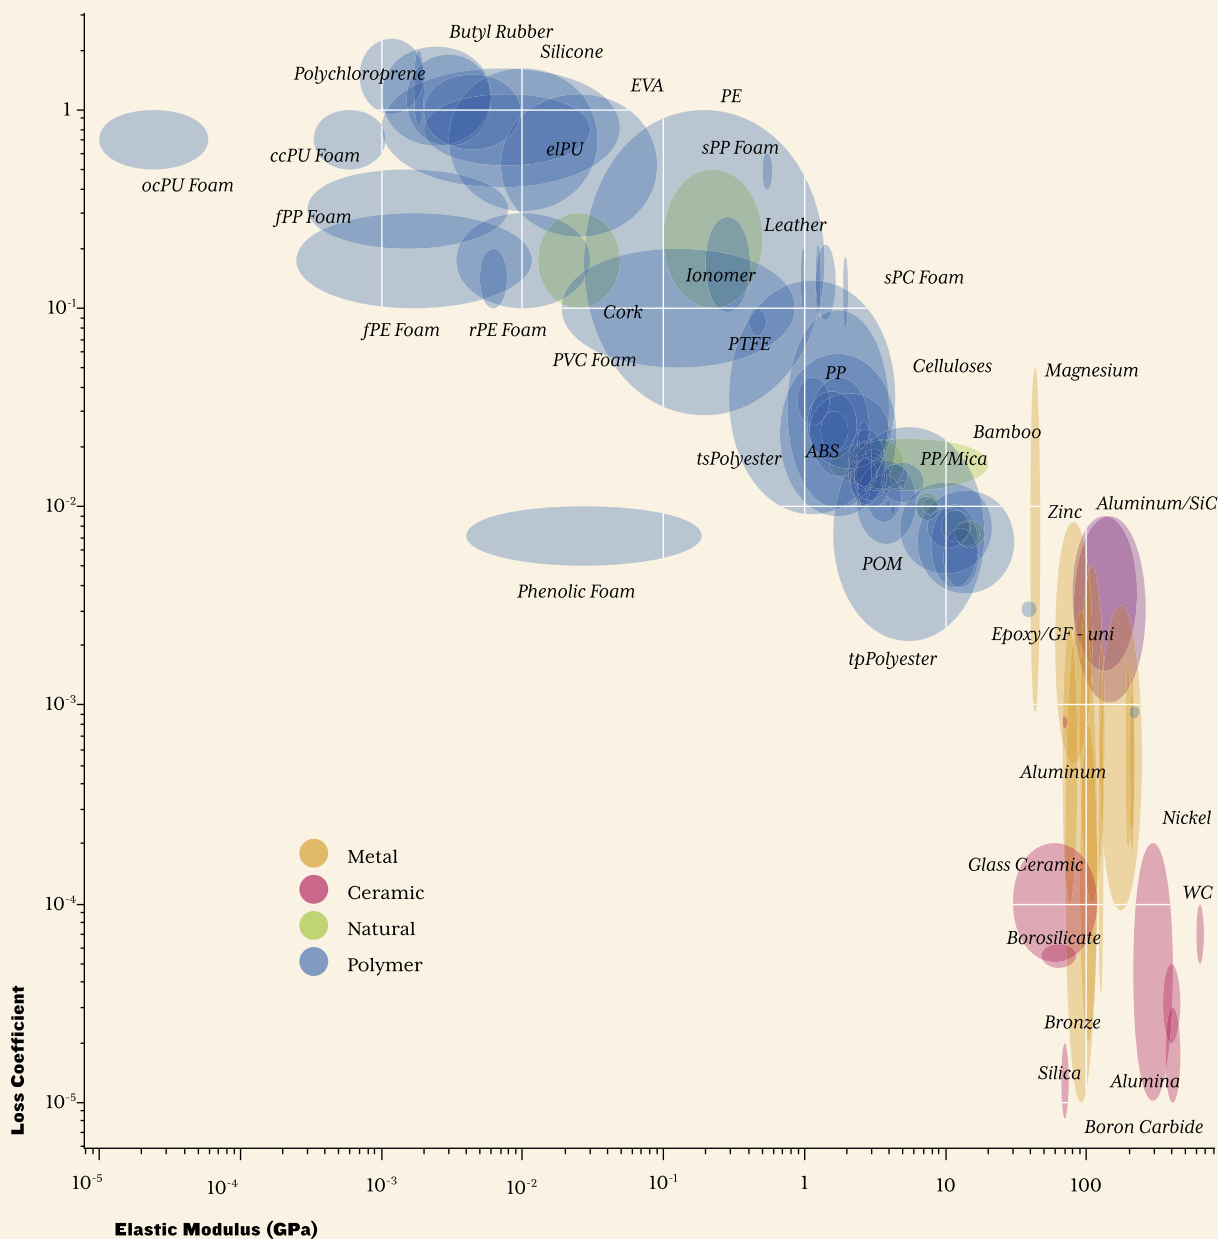 Butyl Rubber
Silicone
Polychloroprene
EVA
PE
1
sPP Foam
elPU
ccPU Foam
ocPU Foam
fPP Foam
Leather
Ionomer
sPC Foam
10-1
Cork
fPE Foam
rPE Foam
PTFE
PVC Foam
PP
Celluloses
Magnesium
Bamboo
ABS
tsPolyester
PP/Mica
10-2
Aluminum/SiC
Zinc
POM
Phenolic Foam
Epoxy/GF - uni
tpPolyester
10-3
Aluminum
Nickel
Metal
Glass Ceramic
Ceramic
WC
10-4
Natural
Borosilicate
Polymer
Bronze
Silica
Alumina
10-5
Boron Carbide
Loss Coefficient
10-5
10-4
10-3
10-2
10-1
1
10
100
Elastic Modulus (GPa)